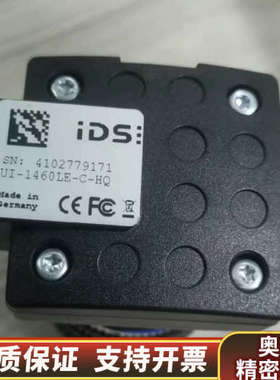 iDS:
SN: 4102779171
UI-1460LE-C-HQ
Made in
Germany
CE FC
奥
精密
质保证 支持开票